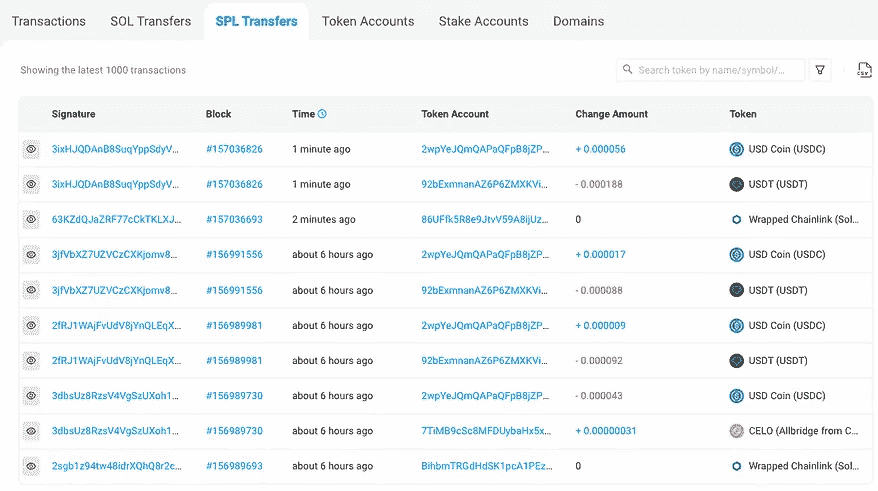 Transactions SOL Transfers SPL Transfers Token Accounts Stake Accounts Domains
Showing the latest 1000 transactions Search token by name/symbol/... CSV
Signature Block Time Token Account Change Amount Token
3ixHJQDAnB8SuqYppSdyV... #157036826 1 minute ago 2wpYeJQmQAPaQFpB8jZP... + 0.000056 USD Coin (USDC)
3ixHJQDAnB8SuqYppSdyV... #157036826 1 minute ago 92bExmnanAZ6P6ZMXKVi... - 0.000188 USDT (USDT)
63KZdQJaZRF77cCkTKLXJ... #157036693 2 minutes ago 86UFfk5R8e9JtvV59A8ijUz... 0 Wrapped Chainlink (Sol...
3jfVbXZ7UZVCzCXKjomv8... #156991556 about 6 hours ago 2wpYeJQmQAPaQFpB8jZP... + 0.000017 USD Coin (USDC)
3jfVbXZ7UZVCzCXKjomv8... #156991556 about 6 hours ago 92bExmnanAZ6P6ZMXKVi... - 0.000088 USDT (USDT)
2fRJ1WAjFvUdV8jYnQLEqX... #156989981 about 6 hours ago 2wpYeJQmQAPaQFpB8jZP... + 0.000009 USD Coin (USDC)
2fRJ1WAjFvUdV8jYnQLEqX... #156989981 about 6 hours ago 92bExmnanAZ6P6ZMXKVi... - 0.000092 USDT (USDT)
3dbsUz8RzsV4VgSzUXoh1... #156989730 about 6 hours ago 2wpYeJQmQAPaQFpB8jZP... - 0.000043 USD Coin (USDC)
3dbsUz8RzsV4VgSzUXoh1... #156989730 about 6 hours ago 7TiMB9cSc8MFDUybaHx5x... + 0.00000031 CELO (Allbridge from C...
2sgb1z94tw48idrXQhQ8r2c... #156989693 about 6 hours ago BihbmTRGdHdSK1pcA1PEz... 0 Wrapped Chainlink (Sol...